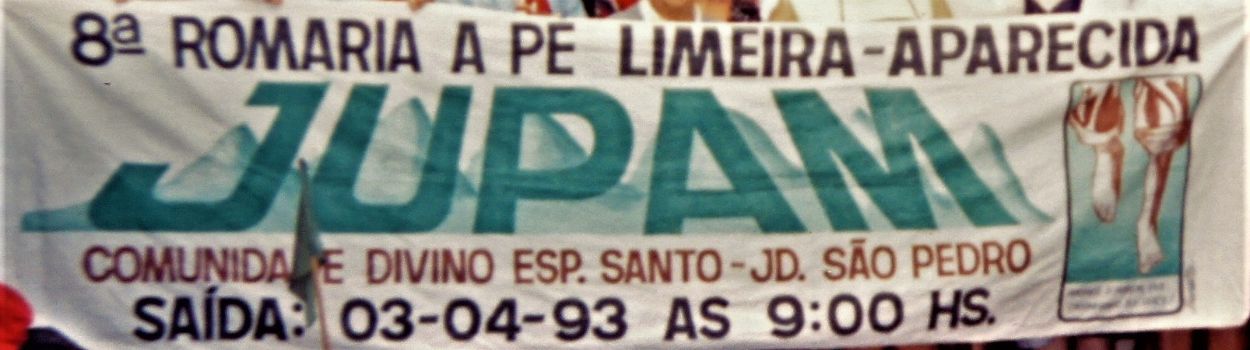 8ª ROMARIA A PE LIMEIRA-APARECIDA
JUPAM
COMUNIDA E DIVINO ESP. SANTO-JD. SÃO PEDRO
SAÍDA: 03-04-93 AS 9:00 HS.